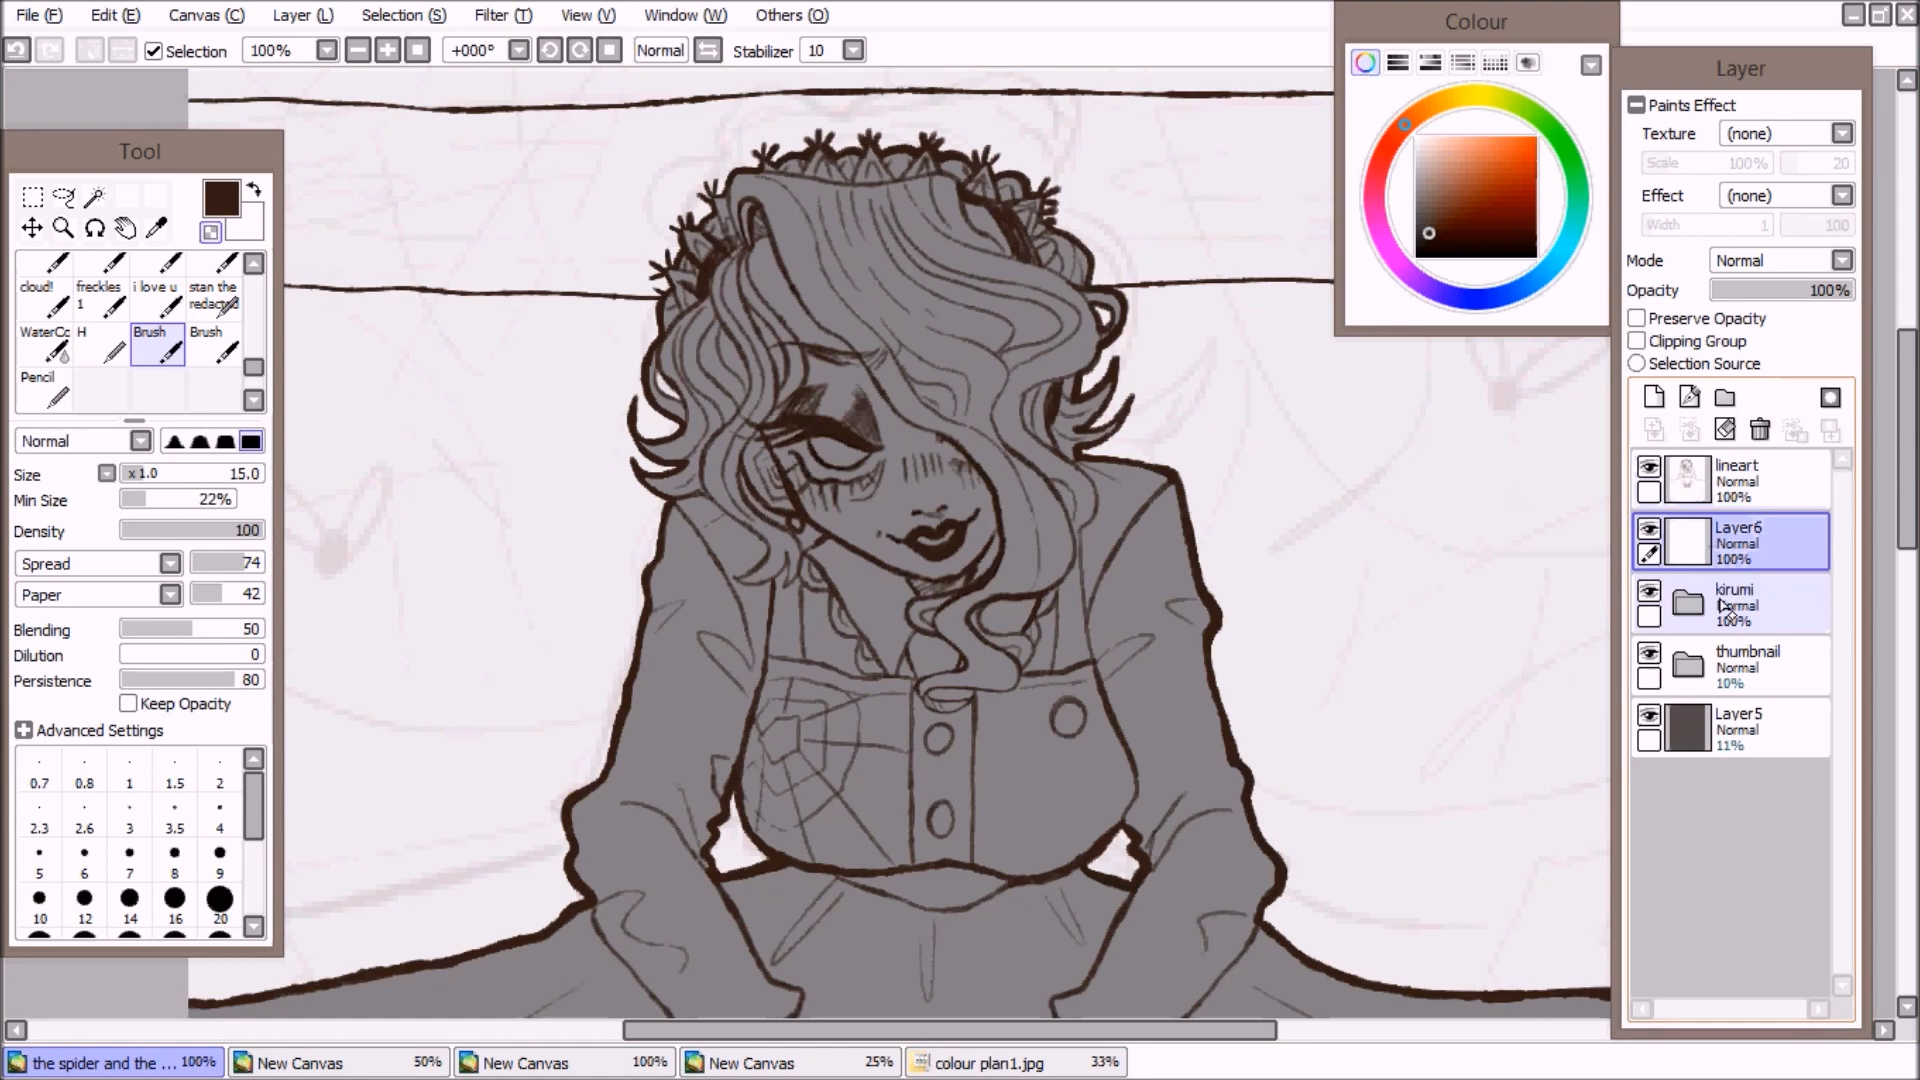 File (F) Edit (E) Canvas (C) Layer (L) Selection (S) Filter (T) View (V) Window (W) Others (O)
Selection 100% +000° Normal Stabilizer 10
Colour
Layer
Paints Effect
Texture (none)
Scale 100% 20
Effect (none)
Width 1 100
Mode Normal
Opacity 100%
Preserve Opacity
Clipping Group
Selection Source
lineart
Normal
100%
Layer6
Normal
100%
kirumi
Normal
100%
thumbnail
Normal
10%
Layer5
Normal
11%
Tool
cloud! freckles i love u stan the
1 redacted
WaterCo H Brush Brush
Pencil
Normal
Size x 1.0 15.0
Min Size 22%
Density 100
Spread 74
Paper 42
Blending 50
Dilution 0
Persistence 80
Keep Opacity
Advanced Settings
0.7 0.8 1 1.5 2
2.3 2.6 3 3.5 4
5 6 7 8 9
10 12 14 16 20
the spider and the ... 100% New Canvas 50% New Canvas 100% New Canvas 25% colour plan1.jpg 33%